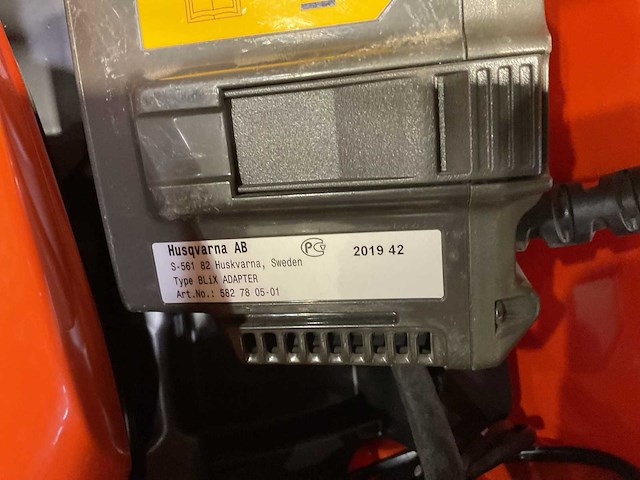 Husqvarna AB
S-561 82 Huskvarna, Sweden
Type BLiX ADAPTER
Art.No.: 582 78 05-01
2019 42